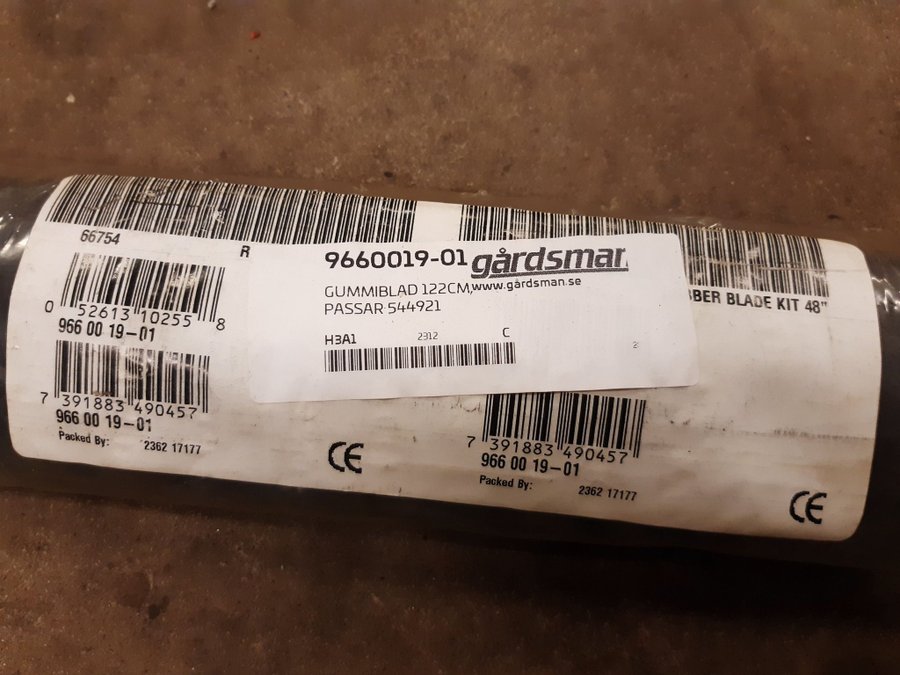 66754
R
0 52613 10255 8
966 00 19-01
7 391883 490457
966 00 19-01
Packed By: 2362 17177
CE
9660019-01 gårdsman
GUMMIBLAD 122CM, www.gårdsman.se
PASSAR 544921
H3A1 2312 C
BLADE KIT 48"
7 391883 490457
966 00 19-01
Packed By: 2362 17177
CE